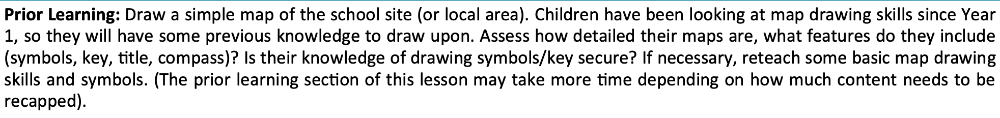 Prior Learning: Draw a simple map of the school site (or local area). Children have been looking at map drawing skills since Year
1, so they will have some previous knowledge to draw upon. Assess how detailed their maps are, what features do they include
(symbols, key, title, compass)? Is their knowledge of drawing symbols/key secure? If necessary, reteach some basic map drawing
skills and symbols. (The prior learning section of this lesson may take more time depending on how much content needs to be
recapped).